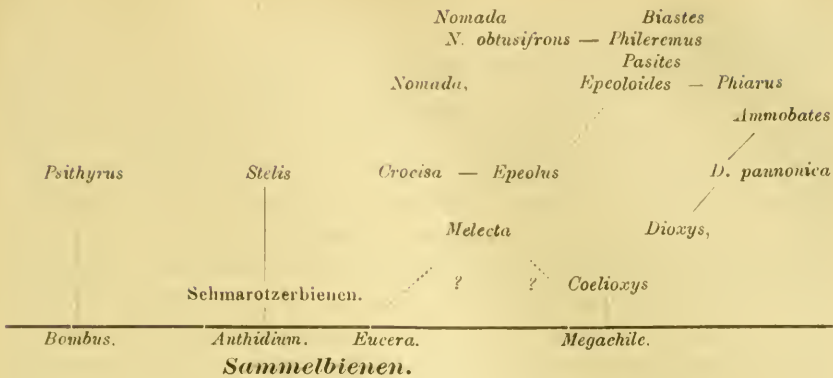 Nomada Biastes
N. obtusifrons — Phileremus
Pasites
Nomada, Epeoloides — Phiarus
Ammobates
Psithyrus Stelis Crocisa — Epeolus D. pannonica
Melecta Dioxys,
? ? Coelioxys
Schmarotzerbienen.
Bombus. Anthidium. Eucera. Megachile.
Sammelbienen.